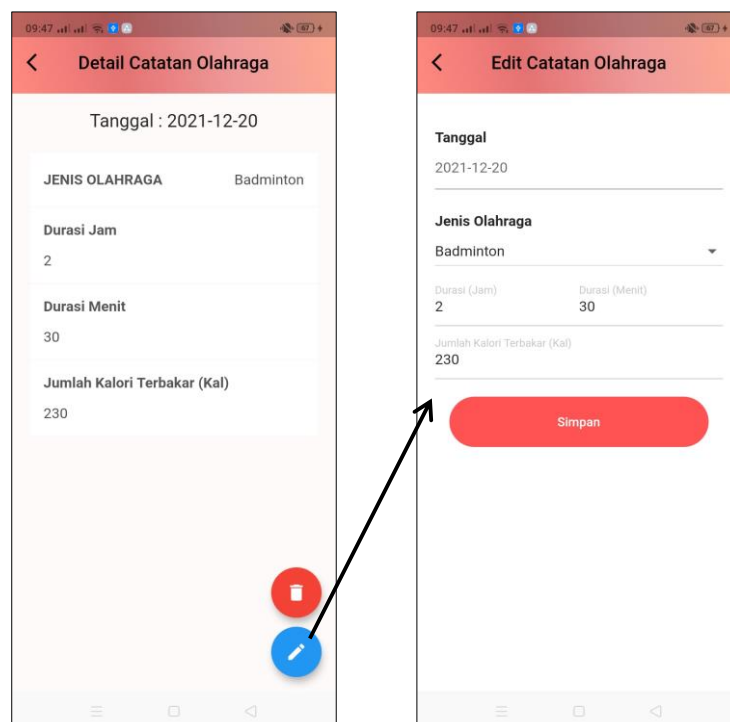 09:47
67
Detail Catatan Olahraga
Tanggal : 2021-12-20
JENIS OLAHRAGA Badminton
Durasi Jam
2
Durasi Menit
30
Jumlah Kalori Terbakar (Kal)
230
09:47
67
Edit Catatan Olahraga
Tanggal
2021-12-20
Jenis Olahraga
Badminton
Durasi (Jam) Durasi (Menit)
2 30
Jumlah Kalori Terbakar (Kal)
230
Simpan